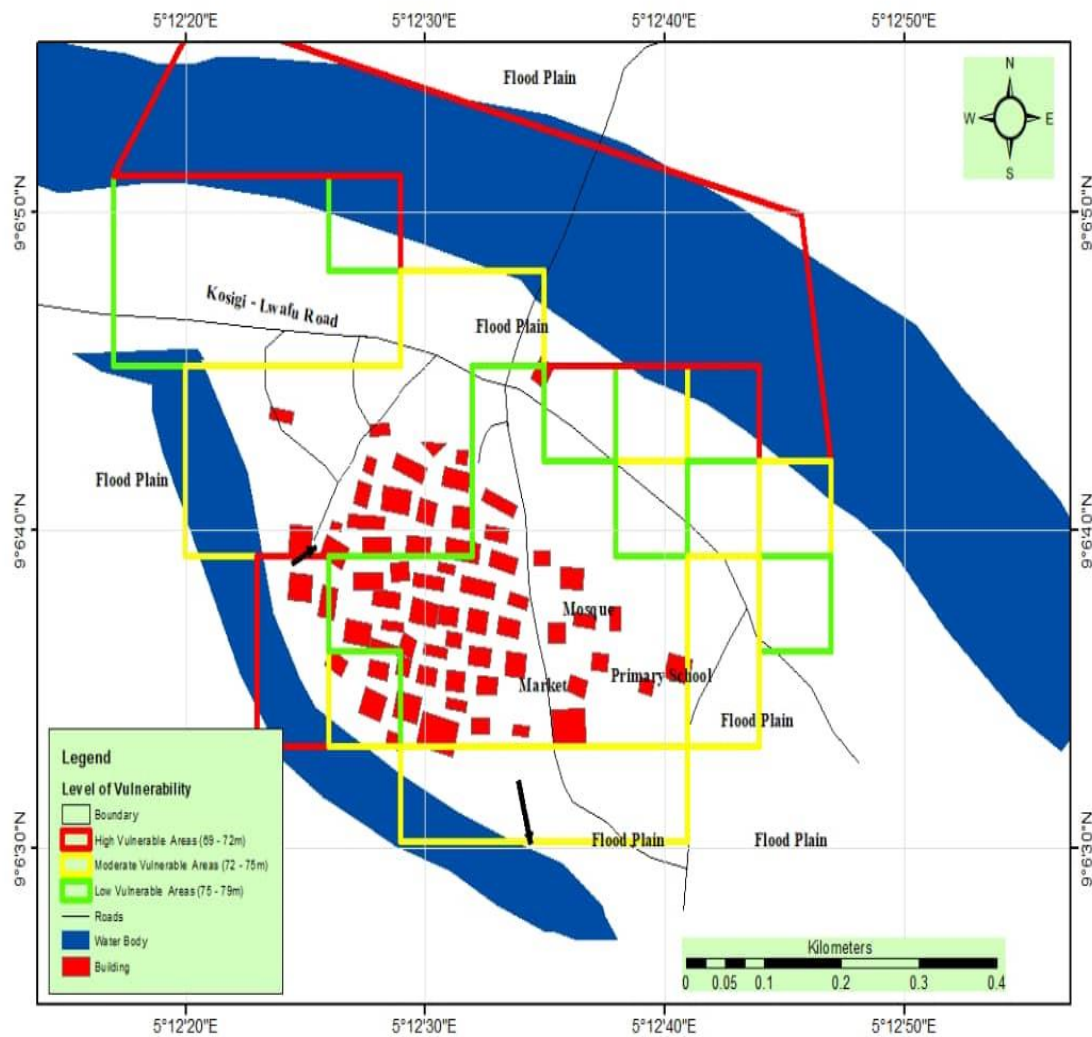 5°12'20"E 5°12'30"E 5°12'40"E 5°12'50"E
Flood Plain
N
W E
S
9°6'50"N 9°6'50"N
Kosigi - Lwafu Road
Flood Plain
Flood Plain
Flood Plain
9°6'40"N 9°6'40"N
Mosque
Primary School
Market
Flood Plain
Flood Plain
Flood Plain
9°6'30"N 9°6'30"N
Legend
Level of Vulnerability
Boundary
High Vulnerable Areas (69 - 72m)
Moderate Vulnerable Areas (72 - 75m)
Low Vulnerable Areas (75 - 79m)
Roads
Water Body
Building
Kilometers
0 0.05 0.1 0.2 0.3 0.4
5°12'20"E 5°12'30"E 5°12'40"E 5°12'50"E